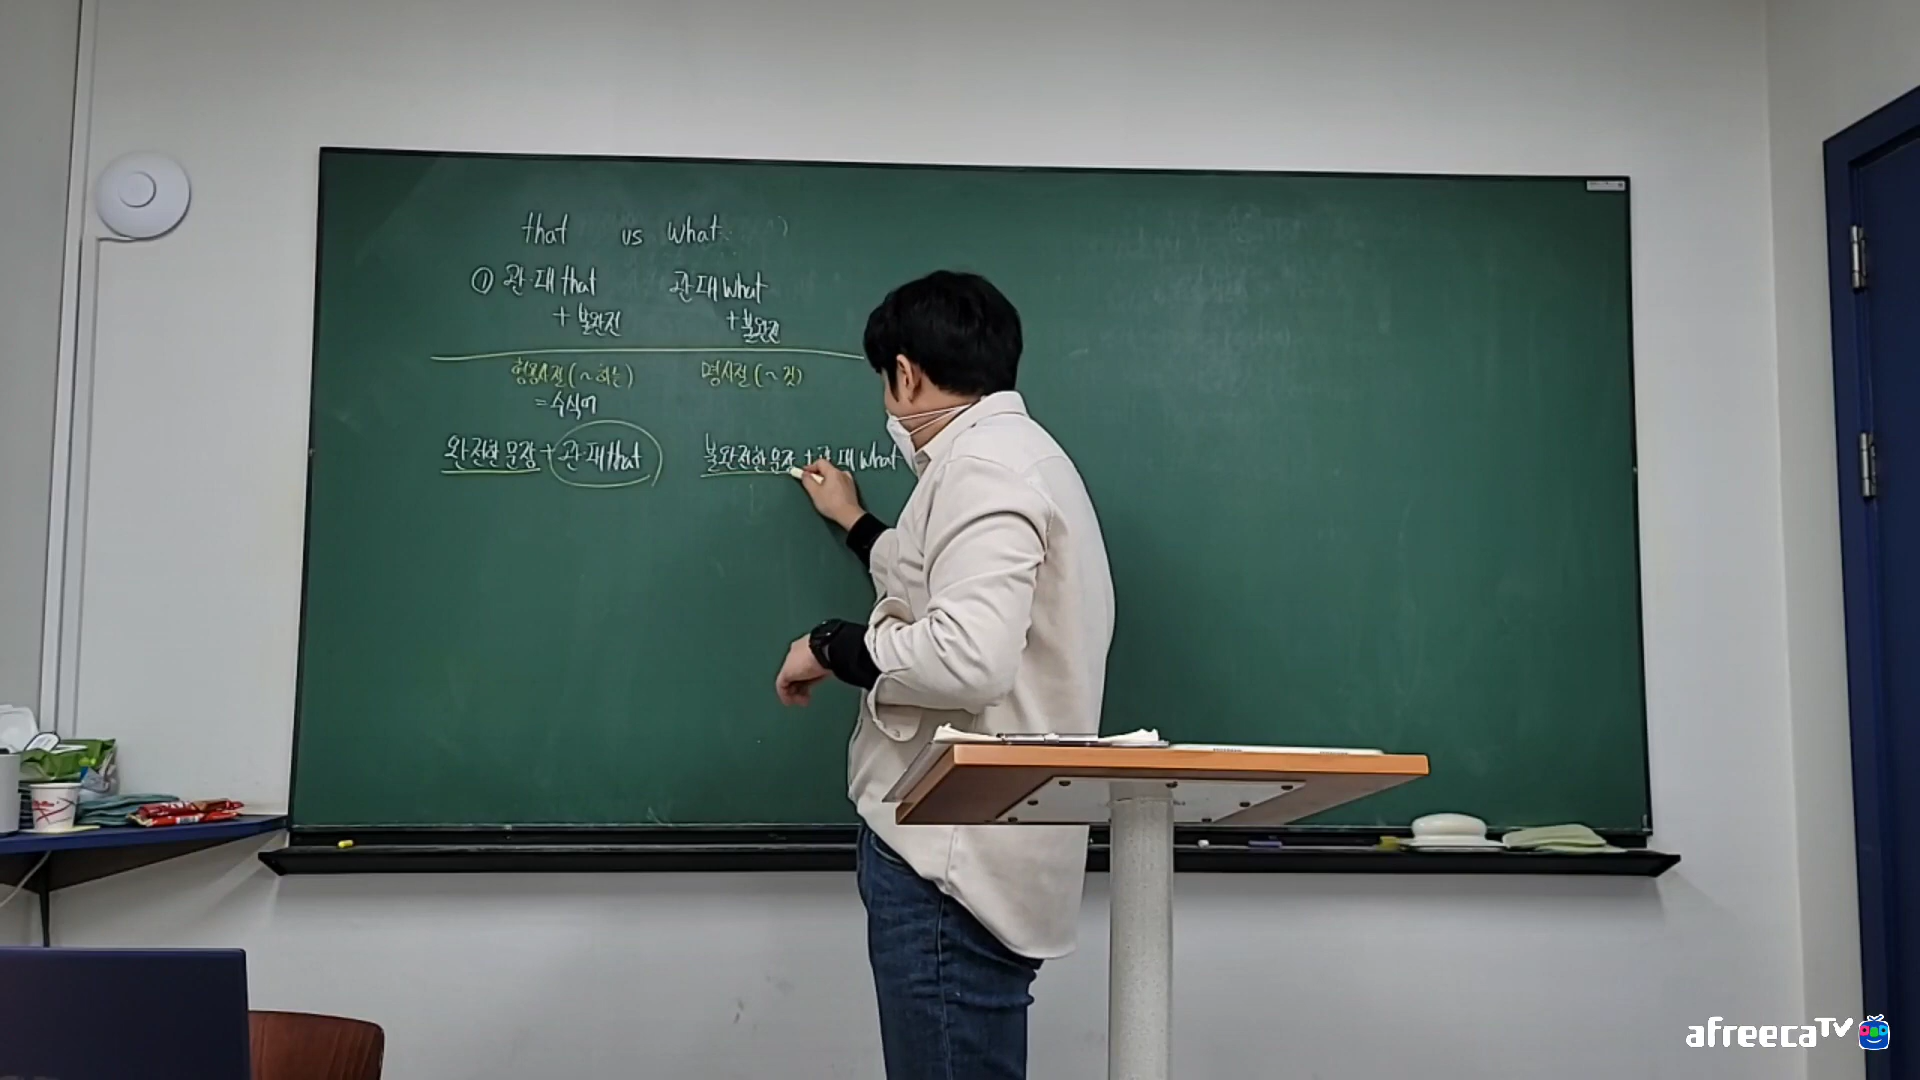 that vs what
① 관·대 that 관·대 what
+ 불완전 + 불완전
형용사절 (~하는) 명사절 (~ 것)
= 수식어
완전한 문장 + 관·대 that 불완전한 문장 + 관·대 what
afreecaTV